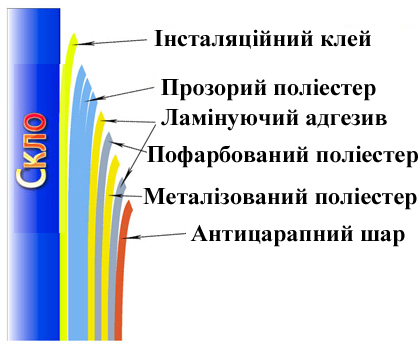 Скло
Інсталяційний клей
Прозорий поліестер
Ламінуючий адгезив
Пофарбований поліестер
Металізований поліестер
Антицарапний шар